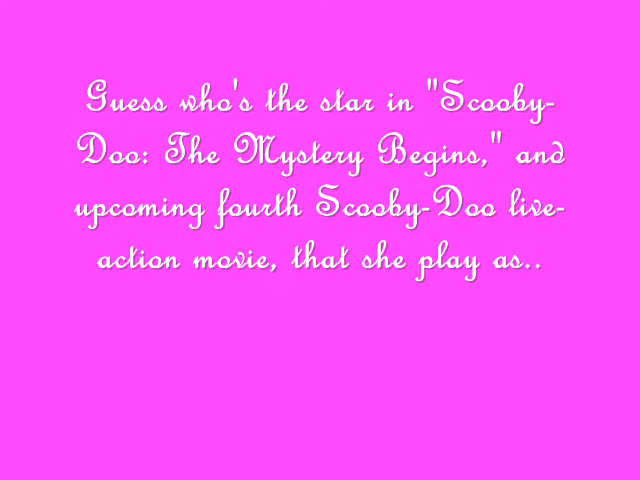 Guess who's the star in "Scooby-
Doo: The Mystery Begins," and
upcoming fourth Scooby-Doo live-
action movie, that she play as..